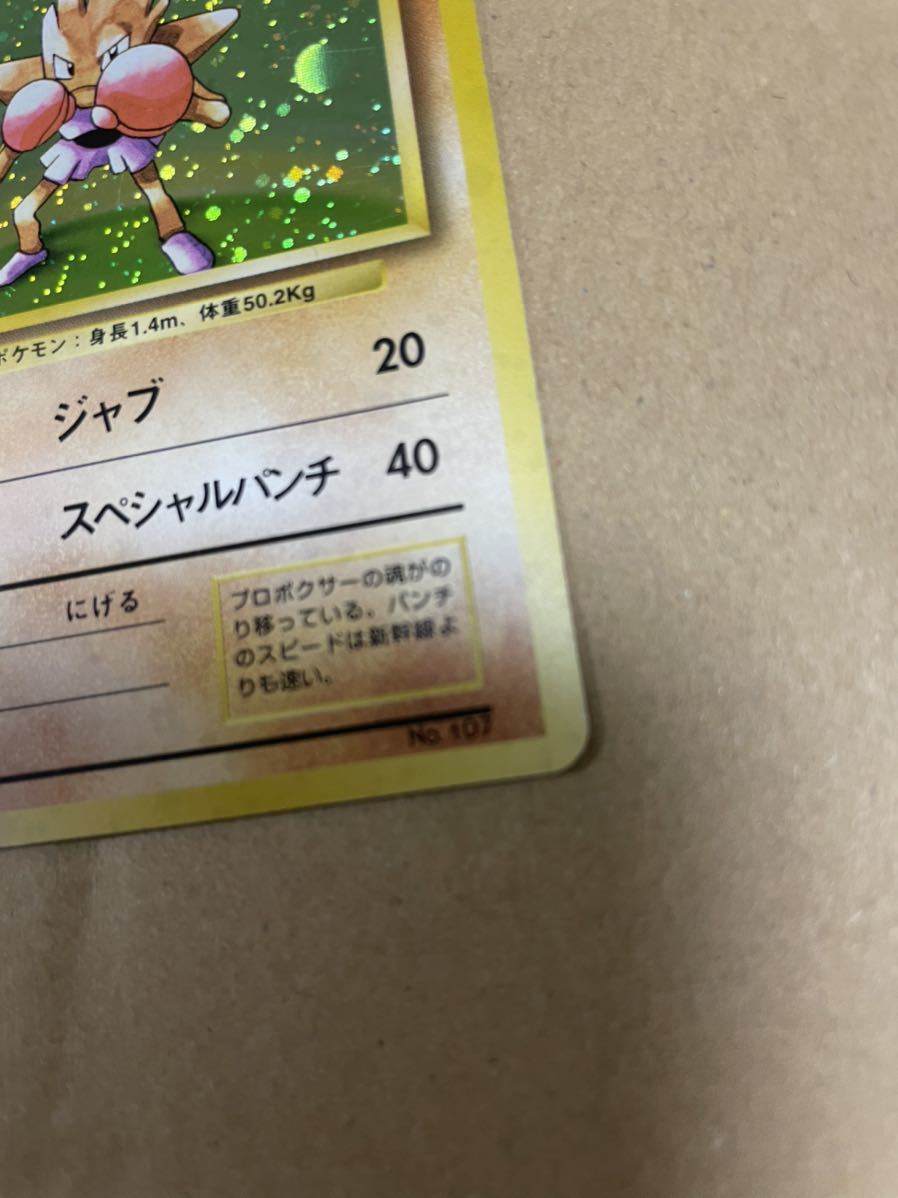 ポケモン：身長1.4m、体重50.2Kg
ジャブ 20
スペシャルパンチ 40
にげる
プロボクサーの魂がの
り移っている。パンチ
のスピードは新幹線よ
りも速い。
No. 107